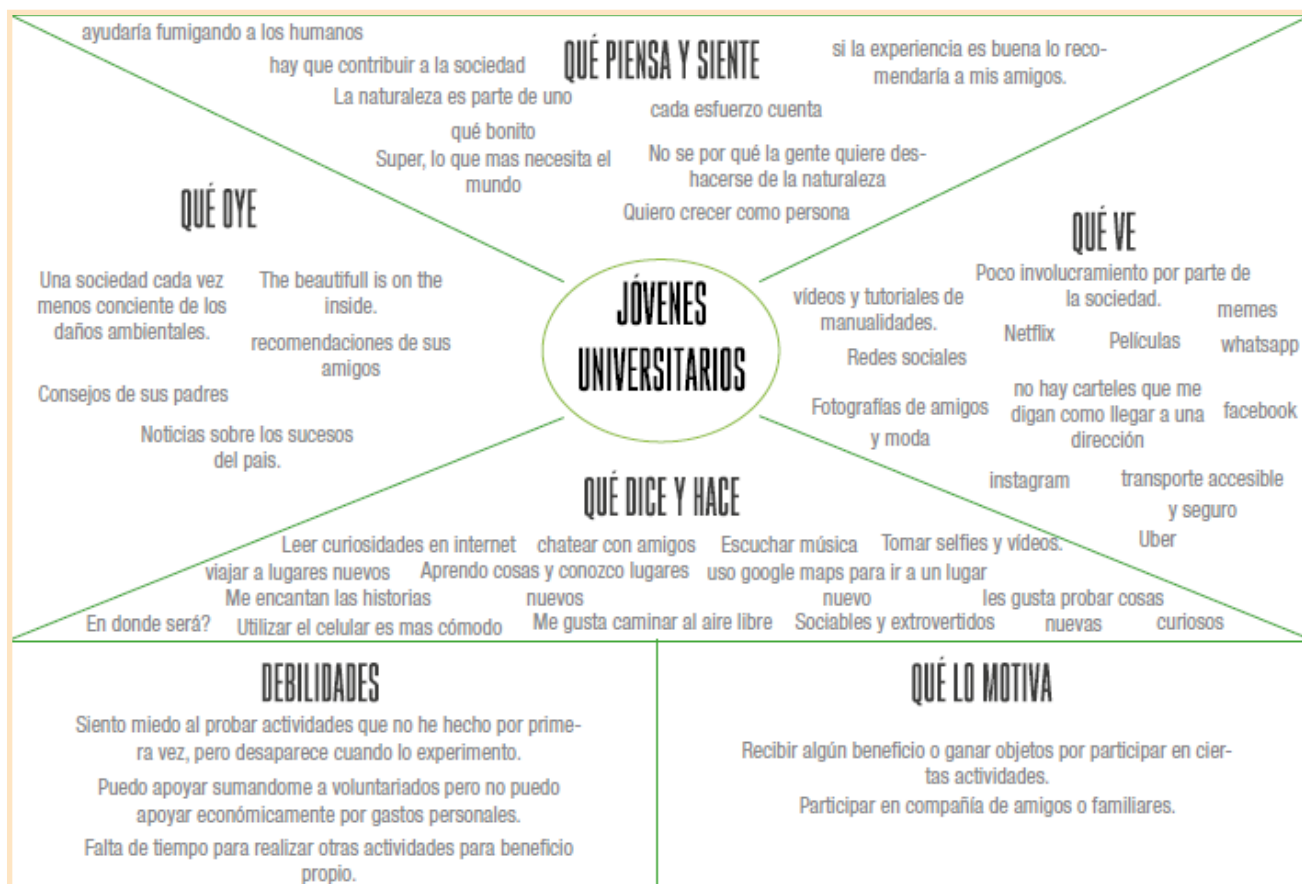 ayudaría fumigando a los humanos
hay que contribuir a la sociedad
La naturaleza es parte de uno
qué bonito
Super, lo que mas necesita el
mundo
QUÉ PIENSA Y SIENTE
cada esfuerzo cuenta
No se por qué la gente quiere des-
hacerse de la naturaleza
Quiero crecer como persona
si la experiencia es buena lo reco-
mendaría a mis amigos.
QUÉ OYE
Una sociedad cada vez
menos conciente de los
daños ambientales.
The beautifull is on the
inside.
recomendaciones de sus
amigos
Consejos de sus padres
Noticias sobre los sucesos
del pais.
JÓVENES
UNIVERSITARIOS
QUÉ VE
Poco involucramiento por parte de
la sociedad.
vídeos y tutoriales de
manualidades.
memes
Netflix
Películas
whatsapp
Redes sociales
Fotografías de amigos
y moda
no hay carteles que me
digan como llegar a una
dirección
facebook
instagram
transporte accesible
y seguro
Uber
QUÉ DICE Y HACE
Leer curiosidades en internet
chatear con amigos
Escuchar música
Tomar selfies y vídeos.
viajar a lugares nuevos
Aprendo cosas y conozco lugares
nuevos
uso google maps para ir a un lugar
nuevo
Me encantan las historias
les gusta probar cosas
nuevas
En donde será?
Utilizar el celular es mas cómodo
Me gusta caminar al aire libre
Sociables y extrovertidos
curiosos
DEBILIDADES
Siento miedo al probar actividades que no he hecho por prime-
ra vez, pero desaparece cuando lo experimento.
Puedo apoyar sumandome a voluntariados pero no puedo
apoyar económicamente por gastos personales.
Falta de tiempo para realizar otras actividades para beneficio
propio.
QUÉ LO MOTIVA
Recibir algún beneficio o ganar objetos por participar en cier-
tas actividades.
Participar en compañía de amigos o familiares.